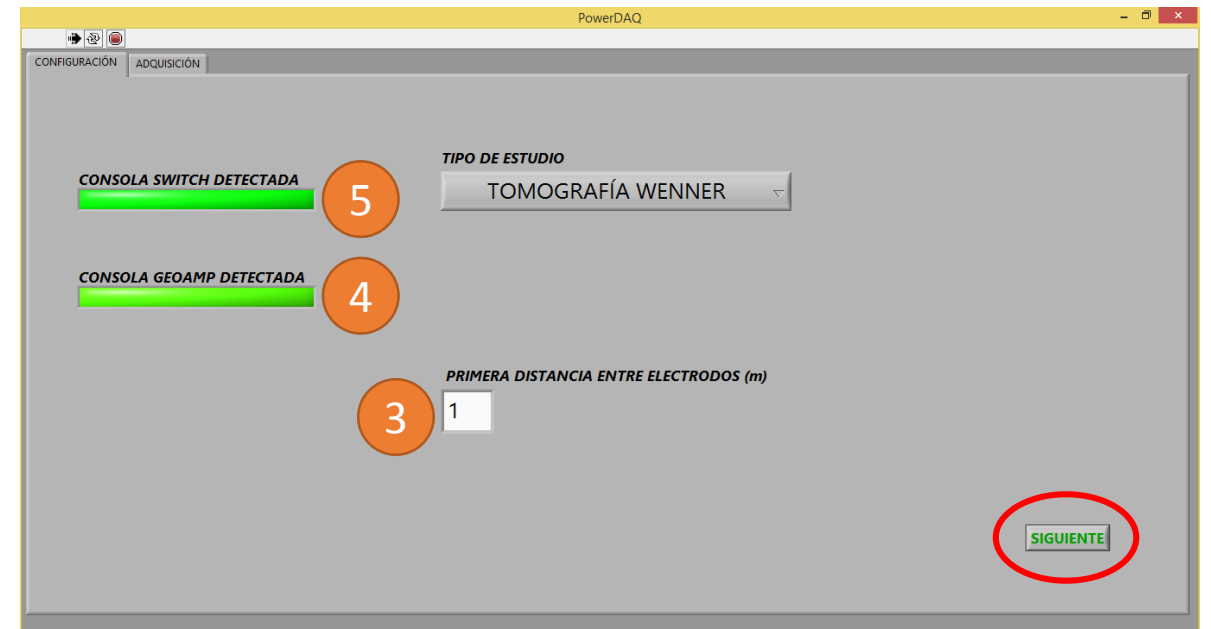 PowerDAQ
CONFIGURACIÓN
ADQUISICIÓN
TIPO DE ESTUDIO
TOMOGRAFÍA WENNER
CONSOLA SWITCH DETECTADA
5
CONSOLA GEOAMP DETECTADA
4
PRIMERA DISTANCIA ENTRE ELECTRODOS (m)
3
1
SIGUIENTE